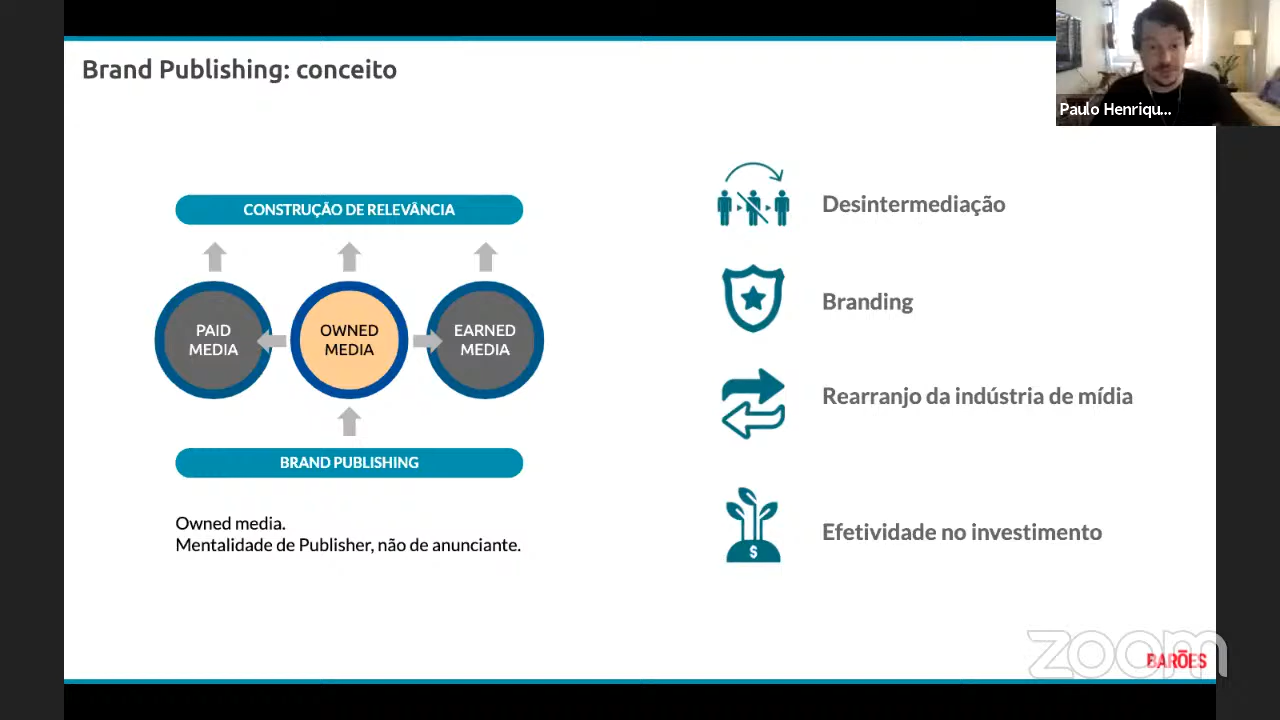 Brand Publishing: conceito
Paulo Henriqu...
CONSTRUÇÃO DE RELEVÂNCIA
PAID
MEDIA
OWNED
MEDIA
EARNED
MEDIA
BRAND PUBLISHING
Owned media.
Mentalidade de Publisher, não de anunciante.
Desintermediação
Branding
Rearranjo da indústria de mídia
$
Efetividade no investimento
zoom
BARÕES